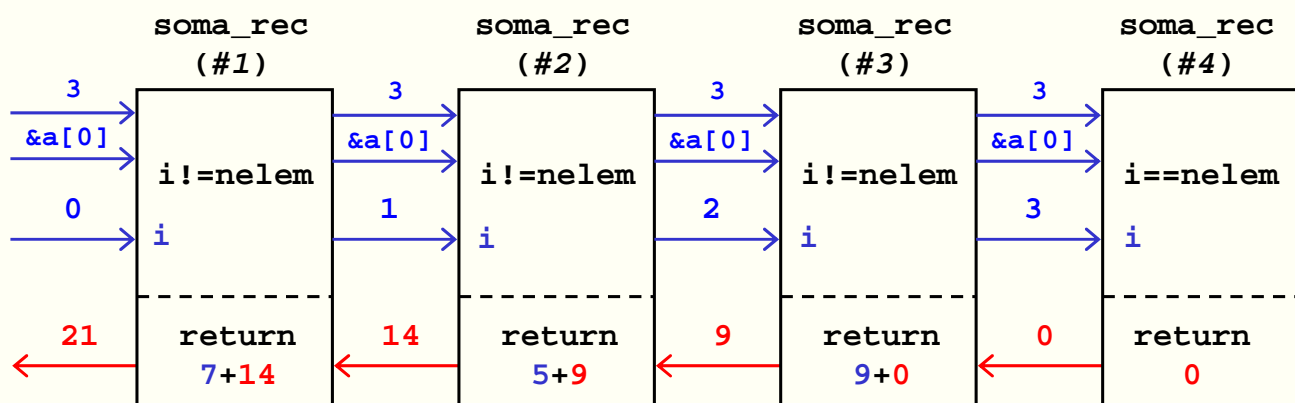 soma_rec soma_rec soma_rec soma_rec
(#1) (#2) (#3) (#4)
3 3 3 3
&a[0] &a[0] &a[0] &a[0]
i!=nelem i!=nelem i!=nelem i==nelem
0 1 2 3
i i i i
21 return 14 return 9 return 0 return
7+14 5+9 9+0 0